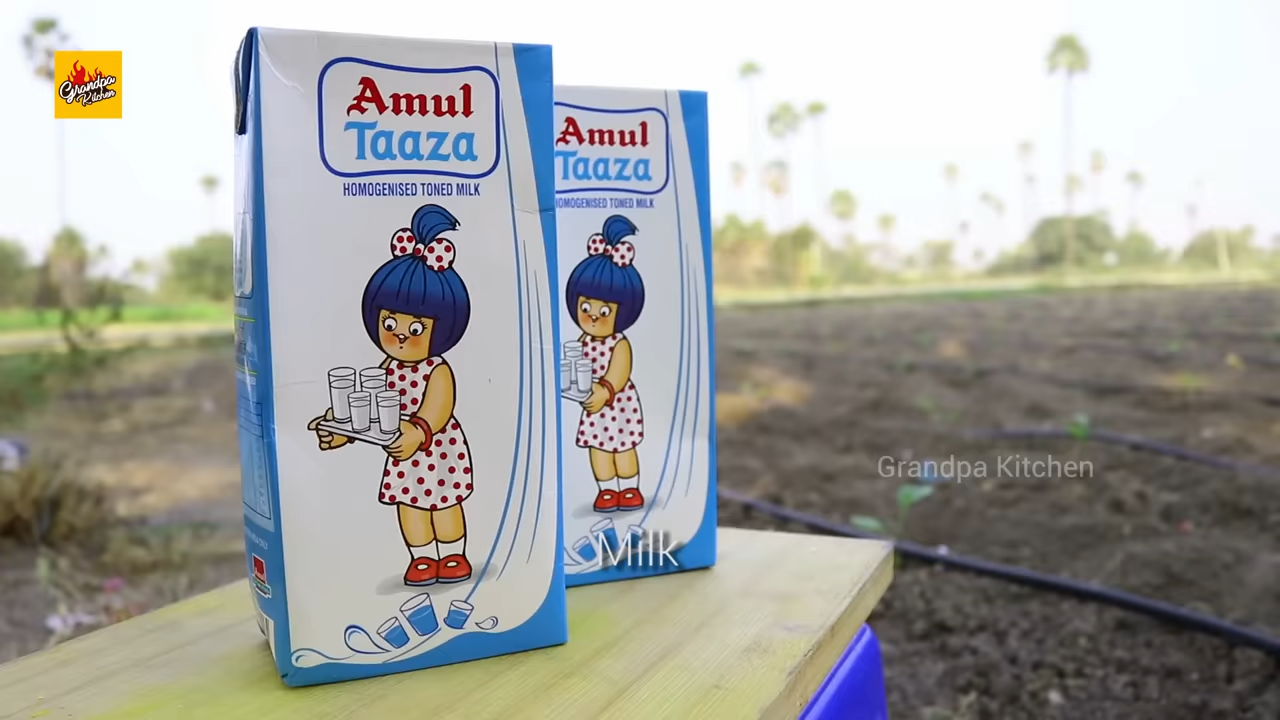 Grandpa
Kitchen
Amul
Taaza
HOMOGENISED TONED MILK
Amul
Taaza
HOMOGENISED TONED MILK
Grandpa Kitchen
Milk